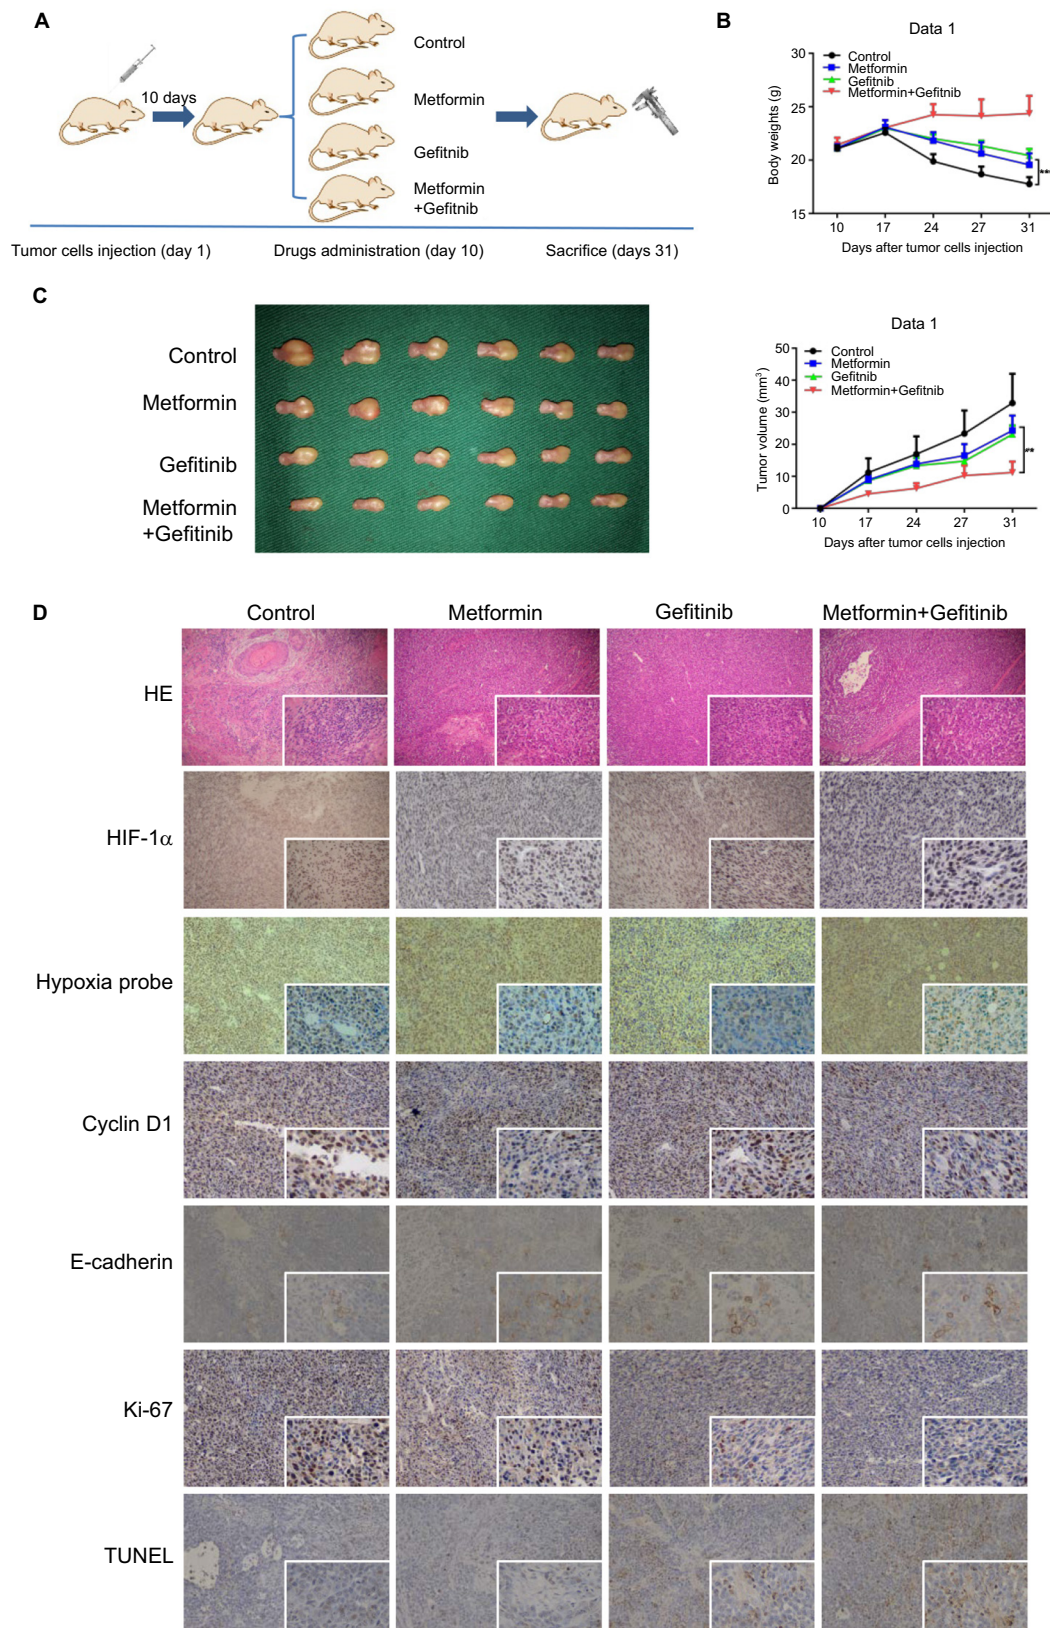 A
10 days
Control
Metformin
Gefitnib
Metformin
+Gefitnib
Tumor cells injection (day 1)
Drugs administration (day 10)
Sacrifice (days 31)
B
Data 1
Control
Metformin
Gefitnib
Metformin+Gefitnib
Body weights (g)
30
25
20
15
10
17
24
27
31
***
Days after tumor cells injection
C
Control
Metformin
Gefitinib
Metformin
+Gefitinib
Data 1
Control
Metformin
Gefitnib
Metformin+Gefitnib
Tumor volume (mm³)
50
40
30
20
10
0
10
17
24
27
31
Days after tumor cells injection
D
Control
Metformin
Gefitinib
Metformin+Gefitinib
HE
HIF-1α
Hypoxia probe
Cyclin D1
E-cadherin
Ki-67
TUNEL